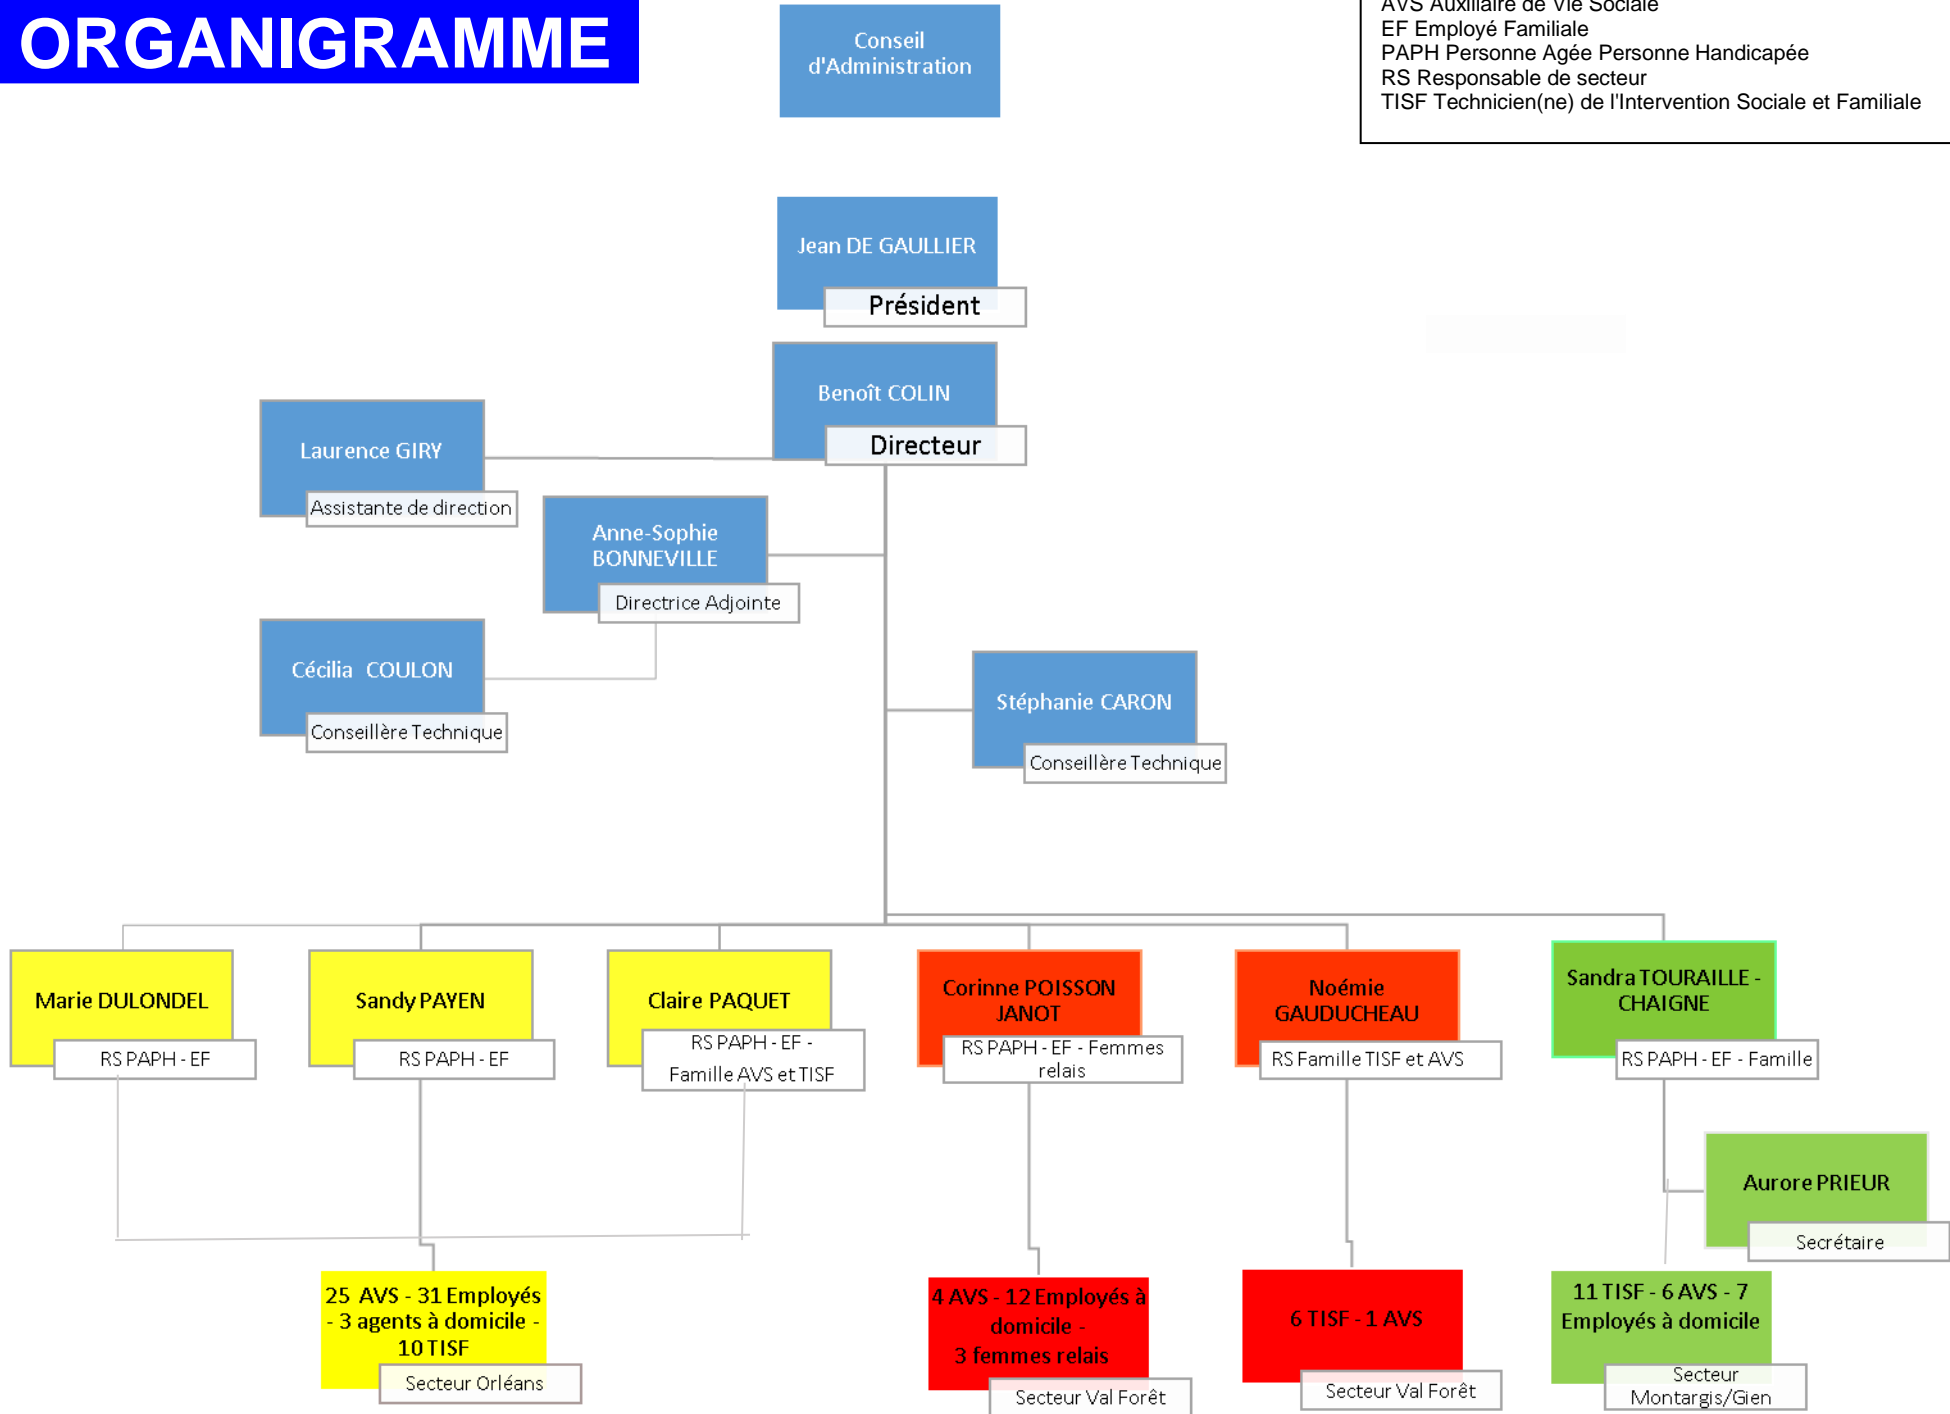 ORGANIGRAMME
Conseil
d'Administration
AVS Auxiliaire de Vie Sociale
EF Employé Familiale
PAPH Personne Agée Personne Handicapée
RS Responsable de secteur
TISF Technicien(ne) de l'Intervention Sociale et Familiale
Jean DE GAULLIER
Président
Benoît COLIN
Directeur
Laurence GIRY
Assistante de direction
Anne-Sophie
BONNEVILLE
Directrice Adjointe
Cécilia COULON
Conseillère Technique
Stéphanie CARON
Conseillère Technique
Marie DULONDEL
RS PAPH - EF
Sandy PAYEN
RS PAPH - EF
Claire PAQUET
RS PAPH - EF -
Famille AVS et TISF
Corinne POISSON
JANOT
RS PAPH - EF - Femmes
relais
Noémie
GAUDUCHEAU
RS Famille TISF et AVS
Sandra TOURAILLE -
CHAIGNE
RS PAPH - EF - Famille
Aurore PRIEUR
Secrétaire
25 AVS - 31 Employés
- 3 agents à domicile -
10 TISF
Secteur Orléans
4 AVS - 12 Employés à
domicile -
3 femmes relais
Secteur Val Forêt
6 TISF - 1 AVS
Secteur Val Forêt
11 TISF - 6 AVS - 7
Employés à domicile
Secteur
Montargis/Gien